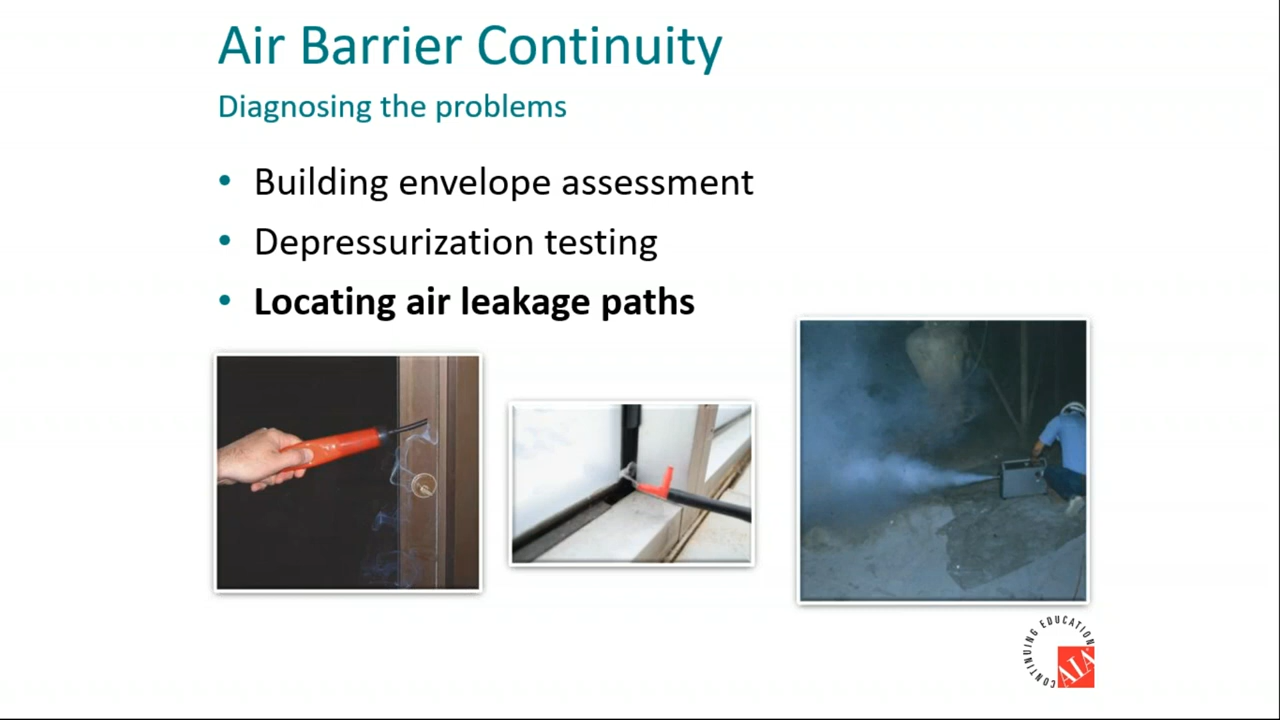 Air Barrier Continuity
Diagnosing the problems
• Building envelope assessment
• Depressurization testing
• Locating air leakage paths
CONTINUING EDUCATION
AIA